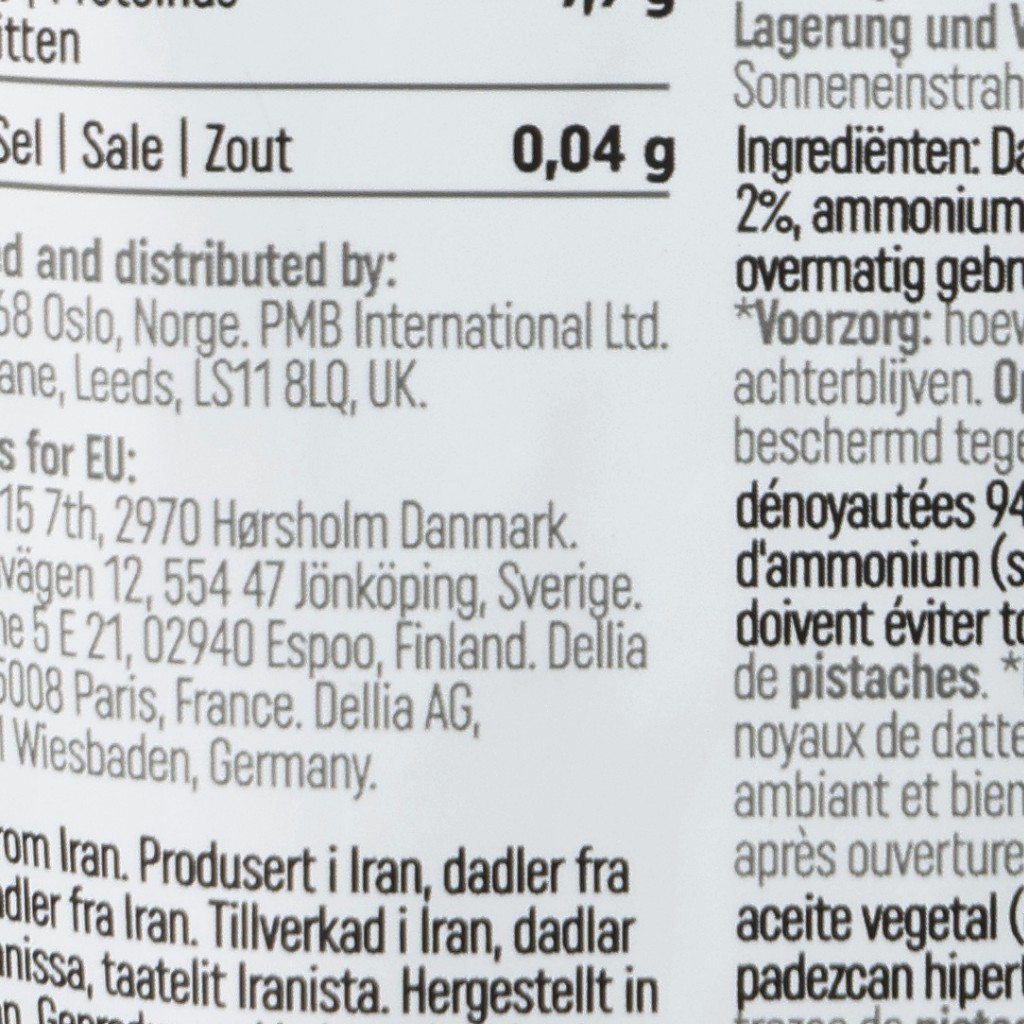 itten
Sel | Sale | Zout 0,04 g
and distributed by:
68 Oslo, Norge. PMB International Ltd.
ane, Leeds, LS11 8LQ, UK.
s for EU:
15 7th, 2970 Hørsholm Danmark.
vägen 12, 554 47 Jönköping, Sverige.
ne 5 E 21, 02940 Espoo, Finland. Dellia
5008 Paris, France. Dellia AG,
Wiesbaden, Germany.
rom Iran. Produsert i Iran, dadler fra
dler fra Iran. Tillverkad i Iran, dadlar
nissa, taatelit Iranista. Hergestellt in
Lagerung und
Sonneneinstrah
Ingrediënten: Da
2%, ammonium
overmatig gebr
*Voorzorg: hoev
achterblijven. Op
beschermd tege
dénoyautées 94
d'ammonium (s
doivent éviter to
de pistaches. *
noyaux de datte
ambiant et bien
après ouverture
aceite vegetal (
padezcan hiper